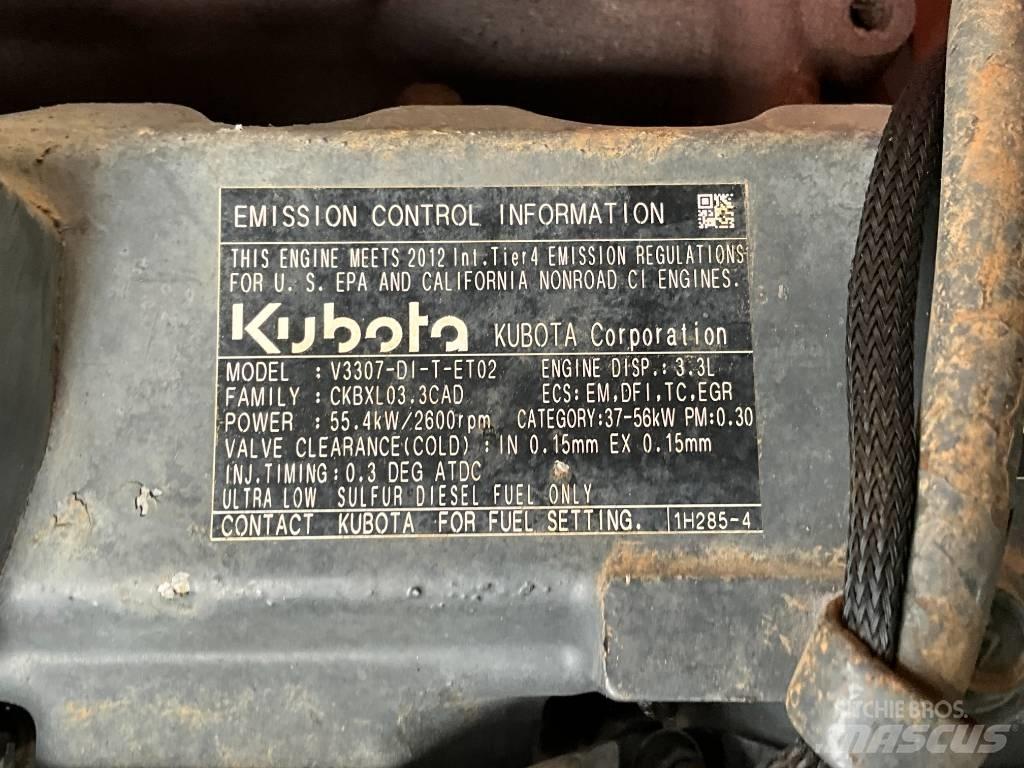 EMISSION CONTROL INFORMATION
THIS ENGINE MEETS 2012 Int.Tier4 EMISSION REGULATIONS
FOR U. S. EPA AND CALIFORNIA NONROAD CI ENGINES.
Kubota KUBOTA Corporation
MODEL : V3307-DI-T-ET02 ENGINE DISP.: 3.3L
FAMILY : CKBXL03.3CAD ECS: EM,DFI,TC,EGR
POWER : 55.4kW/2600rpm CATEGORY:37-56kW PM:0.30
VALVE CLEARANCE(COLD) : IN 0.15mm EX 0.15mm
INJ.TIMING:0.3 DEG ATDC
ULTRA LOW SULFUR DIESEL FUEL ONLY
CONTACT KUBOTA FOR FUEL SETTING. 1H285-4
RITCHIE BROS.
MASCUS